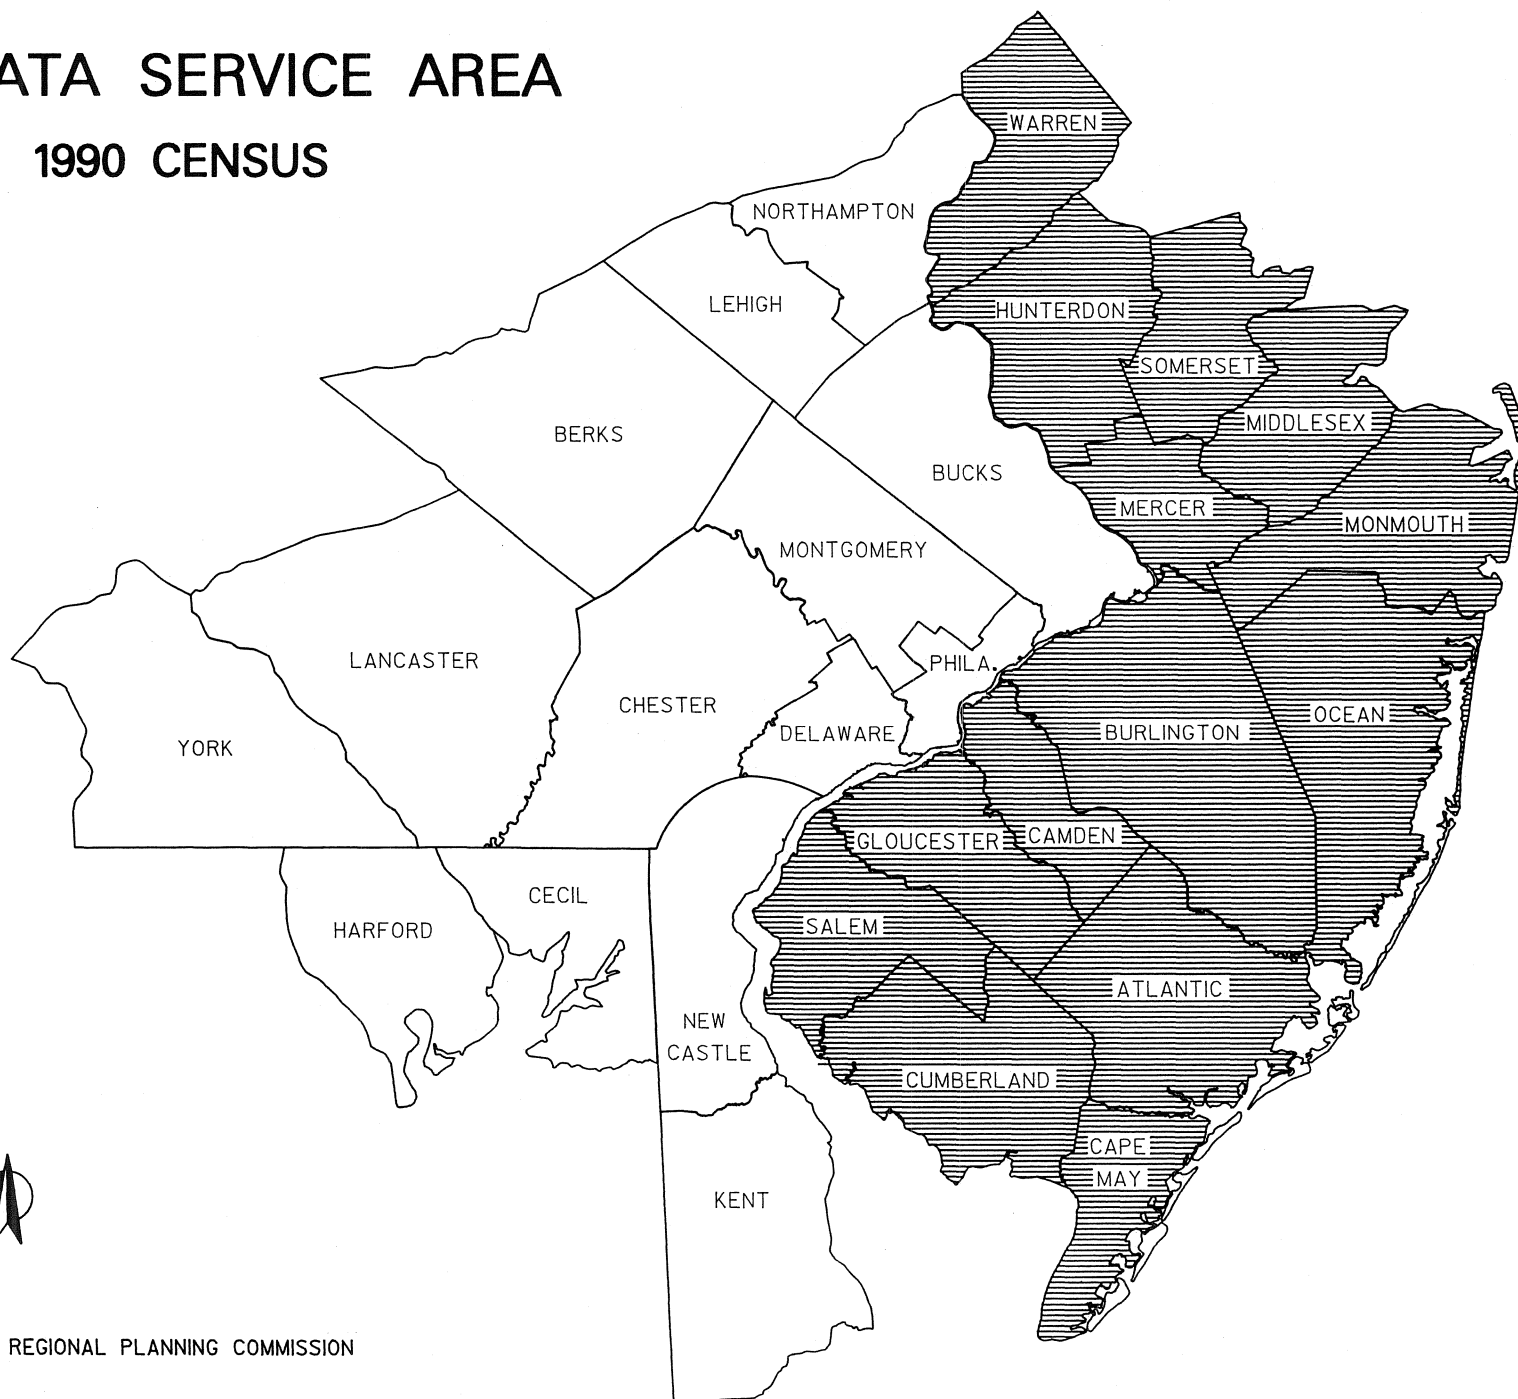 ATA SERVICE AREA
1990 CENSUS
WARREN
NORTHAMPTON
LEHIGH
HUNTERDON
SOMERSET
MIDDLESEX
BERKS
BUCKS
MERCER
MONMOUTH
MONTGOMERY
LANCASTER
PHILA.
CHESTER
OCEAN
DELAWARE
BURLINGTON
YORK
GLOUCESTER
CAMDEN
CECIL
HARFORD
SALEM
ATLANTIC
NEW
CASTLE
CUMBERLAND
CAPE
MAY
KENT
REGIONAL PLANNING COMMISSION